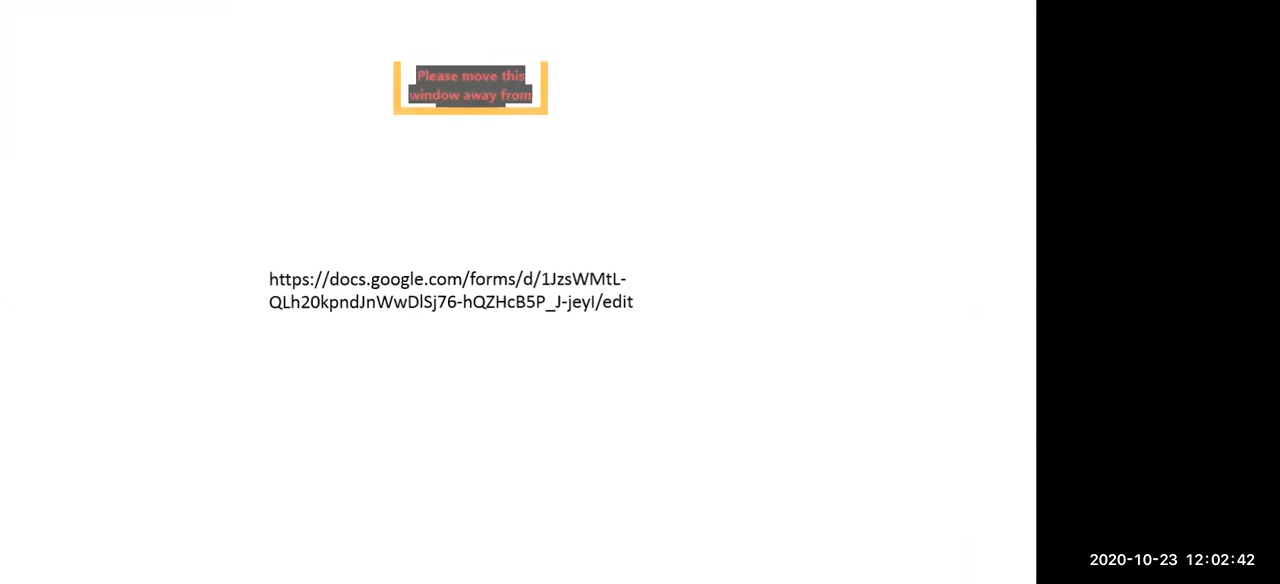 Please move this
window away from
https://docs.google.com/forms/d/1JzsWMtL-
QLh20kpndJnWwDlSj76-hQZHcB5P_J-jeyI/edit
2020-10-23 12:02:42